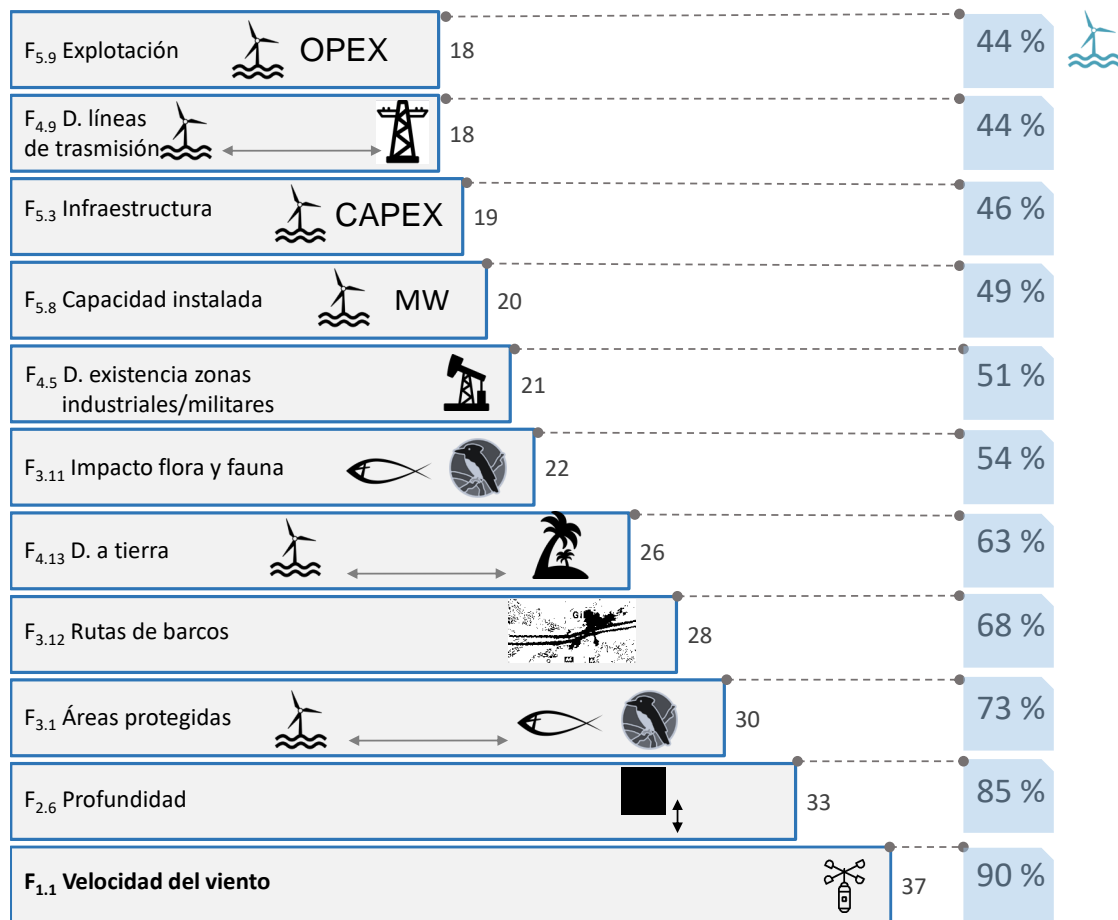 F5.9 Explotación OPEX 18 44 %
F4.9 D. líneas
de trasmisión 18 44 %
F5.3 Infraestructura CAPEX 19 46 %
F5.8 Capacidad instalada MW 20 49 %
F4.5 D. existencia zonas
industriales/militares 21 51 %
F3.11 Impacto flora y fauna 22 54 %
F4.13 D. a tierra 26 63 %
F3.12 Rutas de barcos 28 68 %
F3.1 Áreas protegidas 30 73 %
F2.6 Profundidad 33 85 %
F1.1 Velocidad del viento 37 90 %